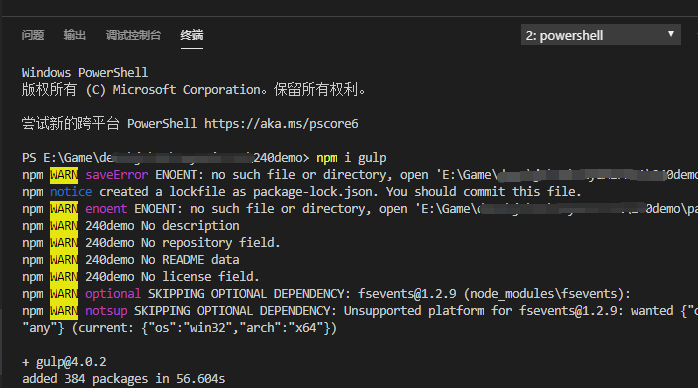 问题 输出 调试控制台 终端 2: powershell
Windows PowerShell
版权所有 (C) Microsoft Corporation。保留所有权利。
尝试新的跨平台 PowerShell https://aka.ms/pscore6
PS E:\Game\de 240demo> npm i gulp
npm WARN saveError ENOENT: no such file or directory, open 'E:\Game\ 240demo
npm notice created a lockfile as package-lock.json. You should commit this file.
npm WARN enoent ENOENT: no such file or directory, open 'E:\Game\ 240demo\pa
npm WARN 240demo No description
npm WARN 240demo No repository field.
npm WARN 240demo No README data
npm WARN 240demo No license field.
npm WARN optional SKIPPING OPTIONAL DEPENDENCY: fsevents@1.2.9 (node_modules\fsevents):
npm WARN notsup SKIPPING OPTIONAL DEPENDENCY: Unsupported platform for fsevents@1.2.9: wanted {"o
"any"} (current: {"os":"win32","arch":"x64"})
+ gulp@4.0.2
added 384 packages in 56.604s